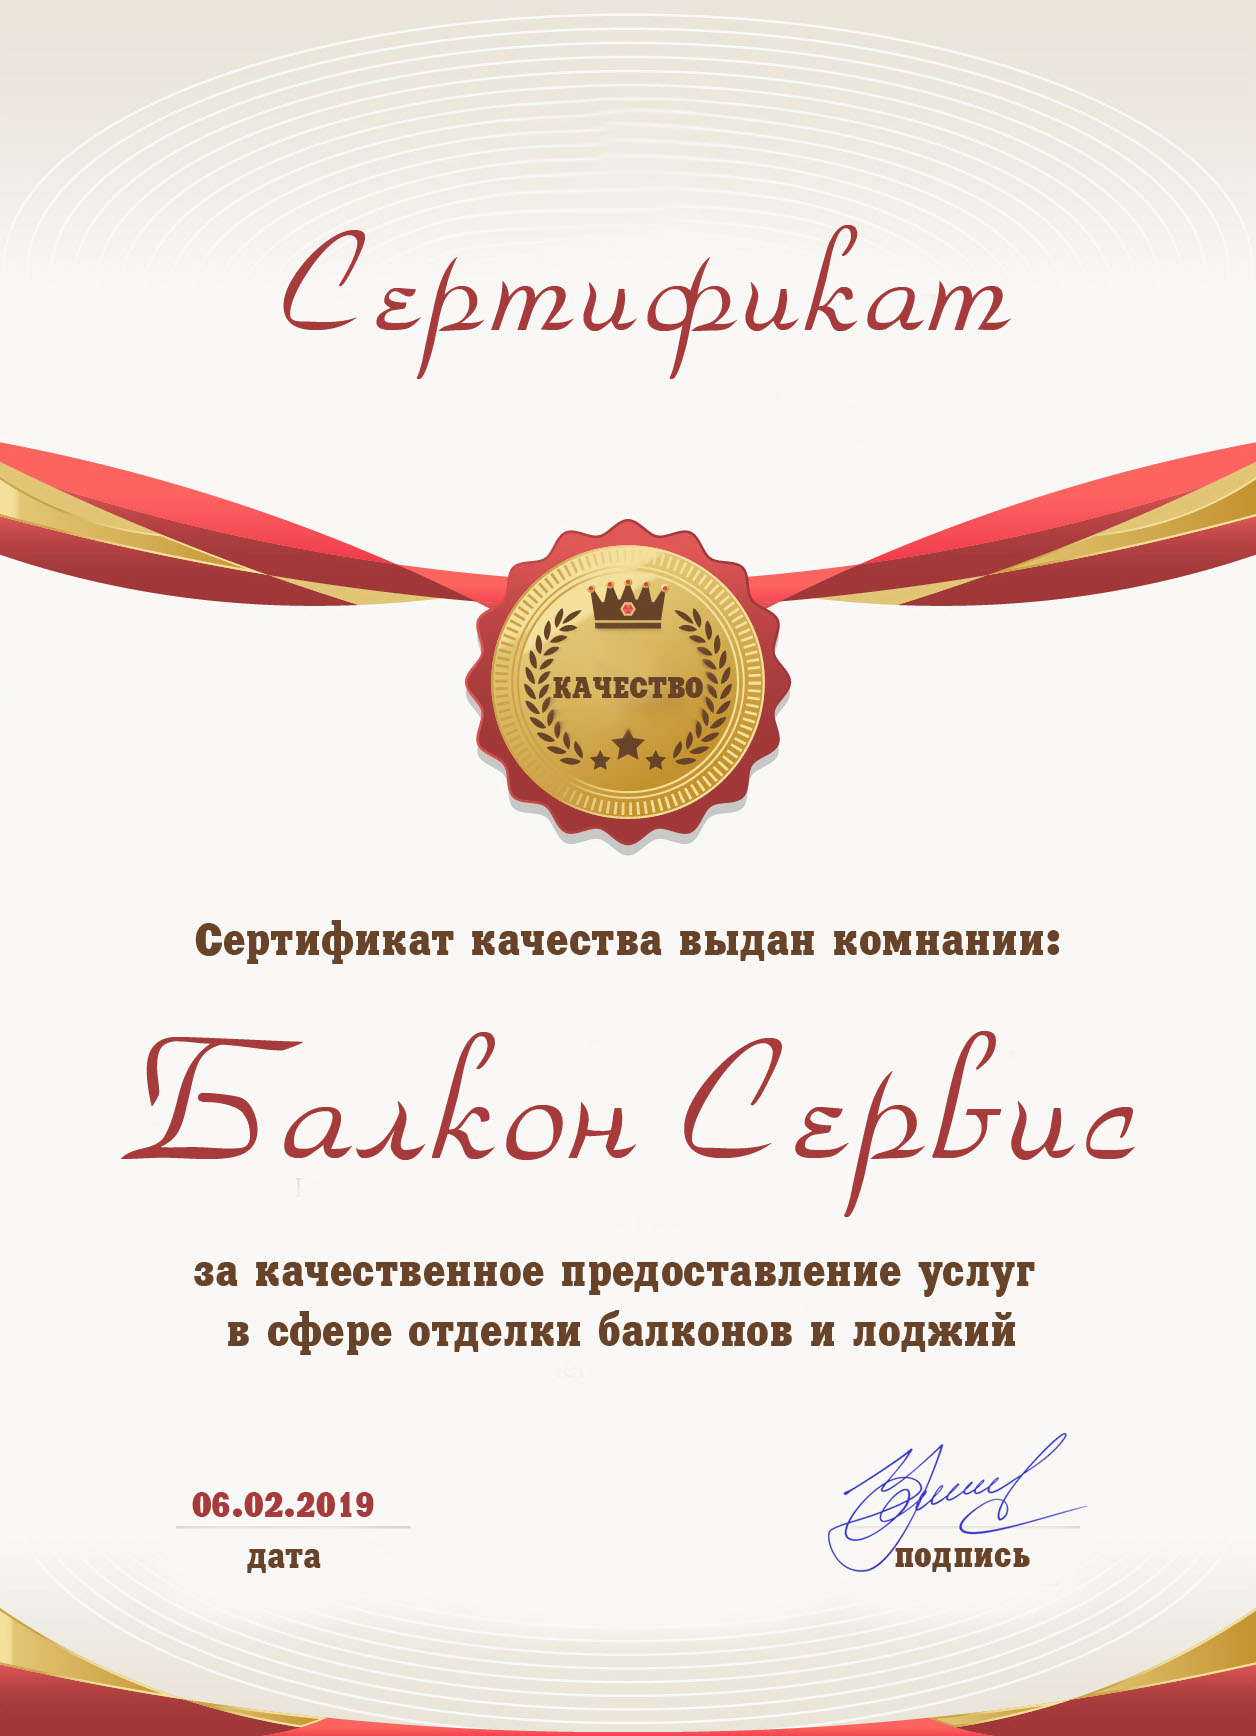 Сертификат
КАЧЕСТВО
Сертификат качества выдан комнании:
Балкон Сервис
за качественное предоставление услуг
в сфере отделки балконов и лоджий
06.02.2019
дата
подпись